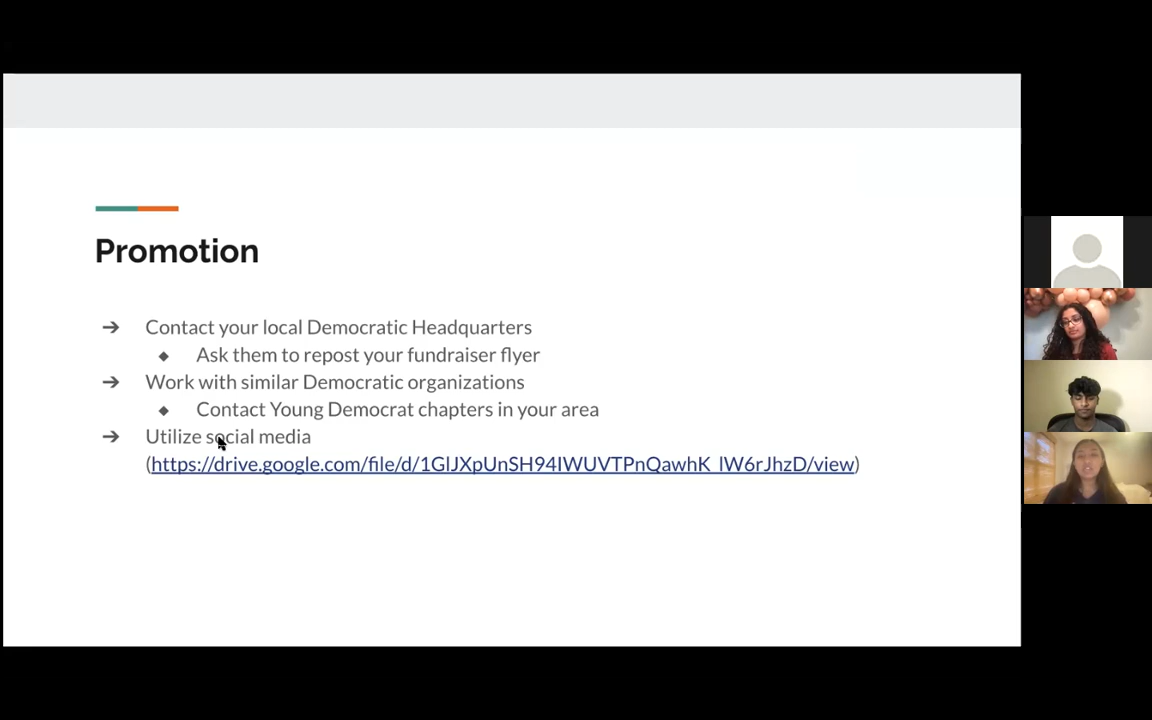 Promotion
➔ Contact your local Democratic Headquarters
◆ Ask them to repost your fundraiser flyer
➔ Work with similar Democratic organizations
◆ Contact Young Democrat chapters in your area
➔ Utilize social media
(https://drive.google.com/file/d/1GlJXpUnSH94IWUVTPnQawhK_lW6rJhzD/view)